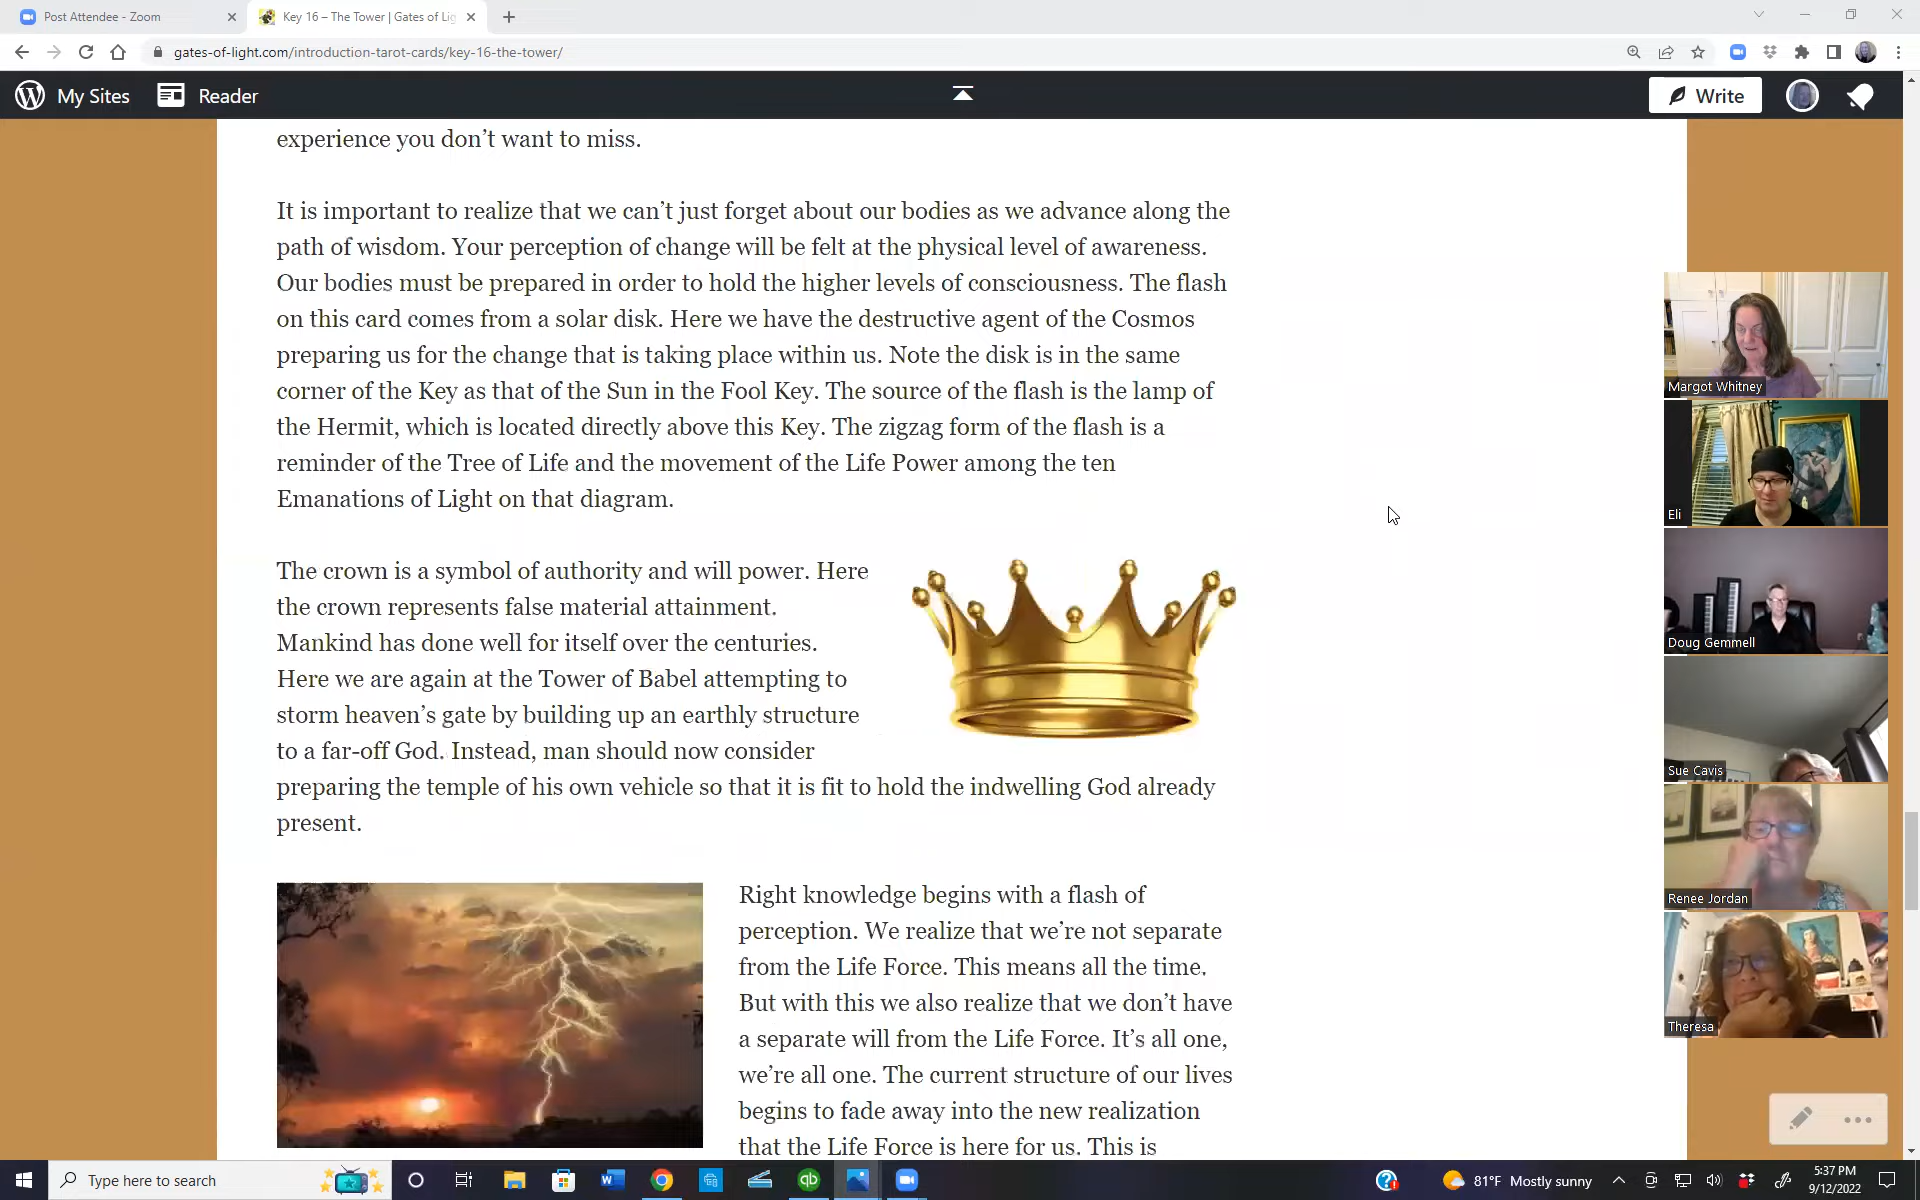 Post Attendee - Zoom
Key 16 – The Tower | Gates of Lig
gates-of-light.com/introduction-tarot-cards/key-16-the-tower/
My Sites
Reader
Write
experience you don’t want to miss.
It is important to realize that we can’t just forget about our bodies as we advance along the
path of wisdom. Your perception of change will be felt at the physical level of awareness.
Our bodies must be prepared in order to hold the higher levels of consciousness. The flash
on this card comes from a solar disk. Here we have the destructive agent of the Cosmos
preparing us for the change that is taking place within us. Note the disk is in the same
corner of the Key as that of the Sun in the Fool Key. The source of the flash is the lamp of
the Hermit, which is located directly above this Key. The zigzag form of the flash is a
reminder of the Tree of Life and the movement of the Life Power among the ten
Emanations of Light on that diagram.
The crown is a symbol of authority and will power. Here
the crown represents false material attainment.
Mankind has done well for itself over the centuries.
Here we are again at the Tower of Babel attempting to
storm heaven’s gate by building up an earthly structure
to a far-off God. Instead, man should now consider
preparing the temple of his own vehicle so that it is fit to hold the indwelling God already
present.
Right knowledge begins with a flash of
perception. We realize that we’re not separate
from the Life Force. This means all the time.
But with this we also realize that we don’t have
a separate will from the Life Force. It’s all one,
we’re all one. The current structure of our lives
begins to fade away into the new realization
that the Life Force is here for us. This is
Margot Whitney
Eli
Doug Gemmell
Sue Cavis
Renee Jordan
Theresa
Type here to search
81°F Mostly sunny
5:37 PM
9/12/2022